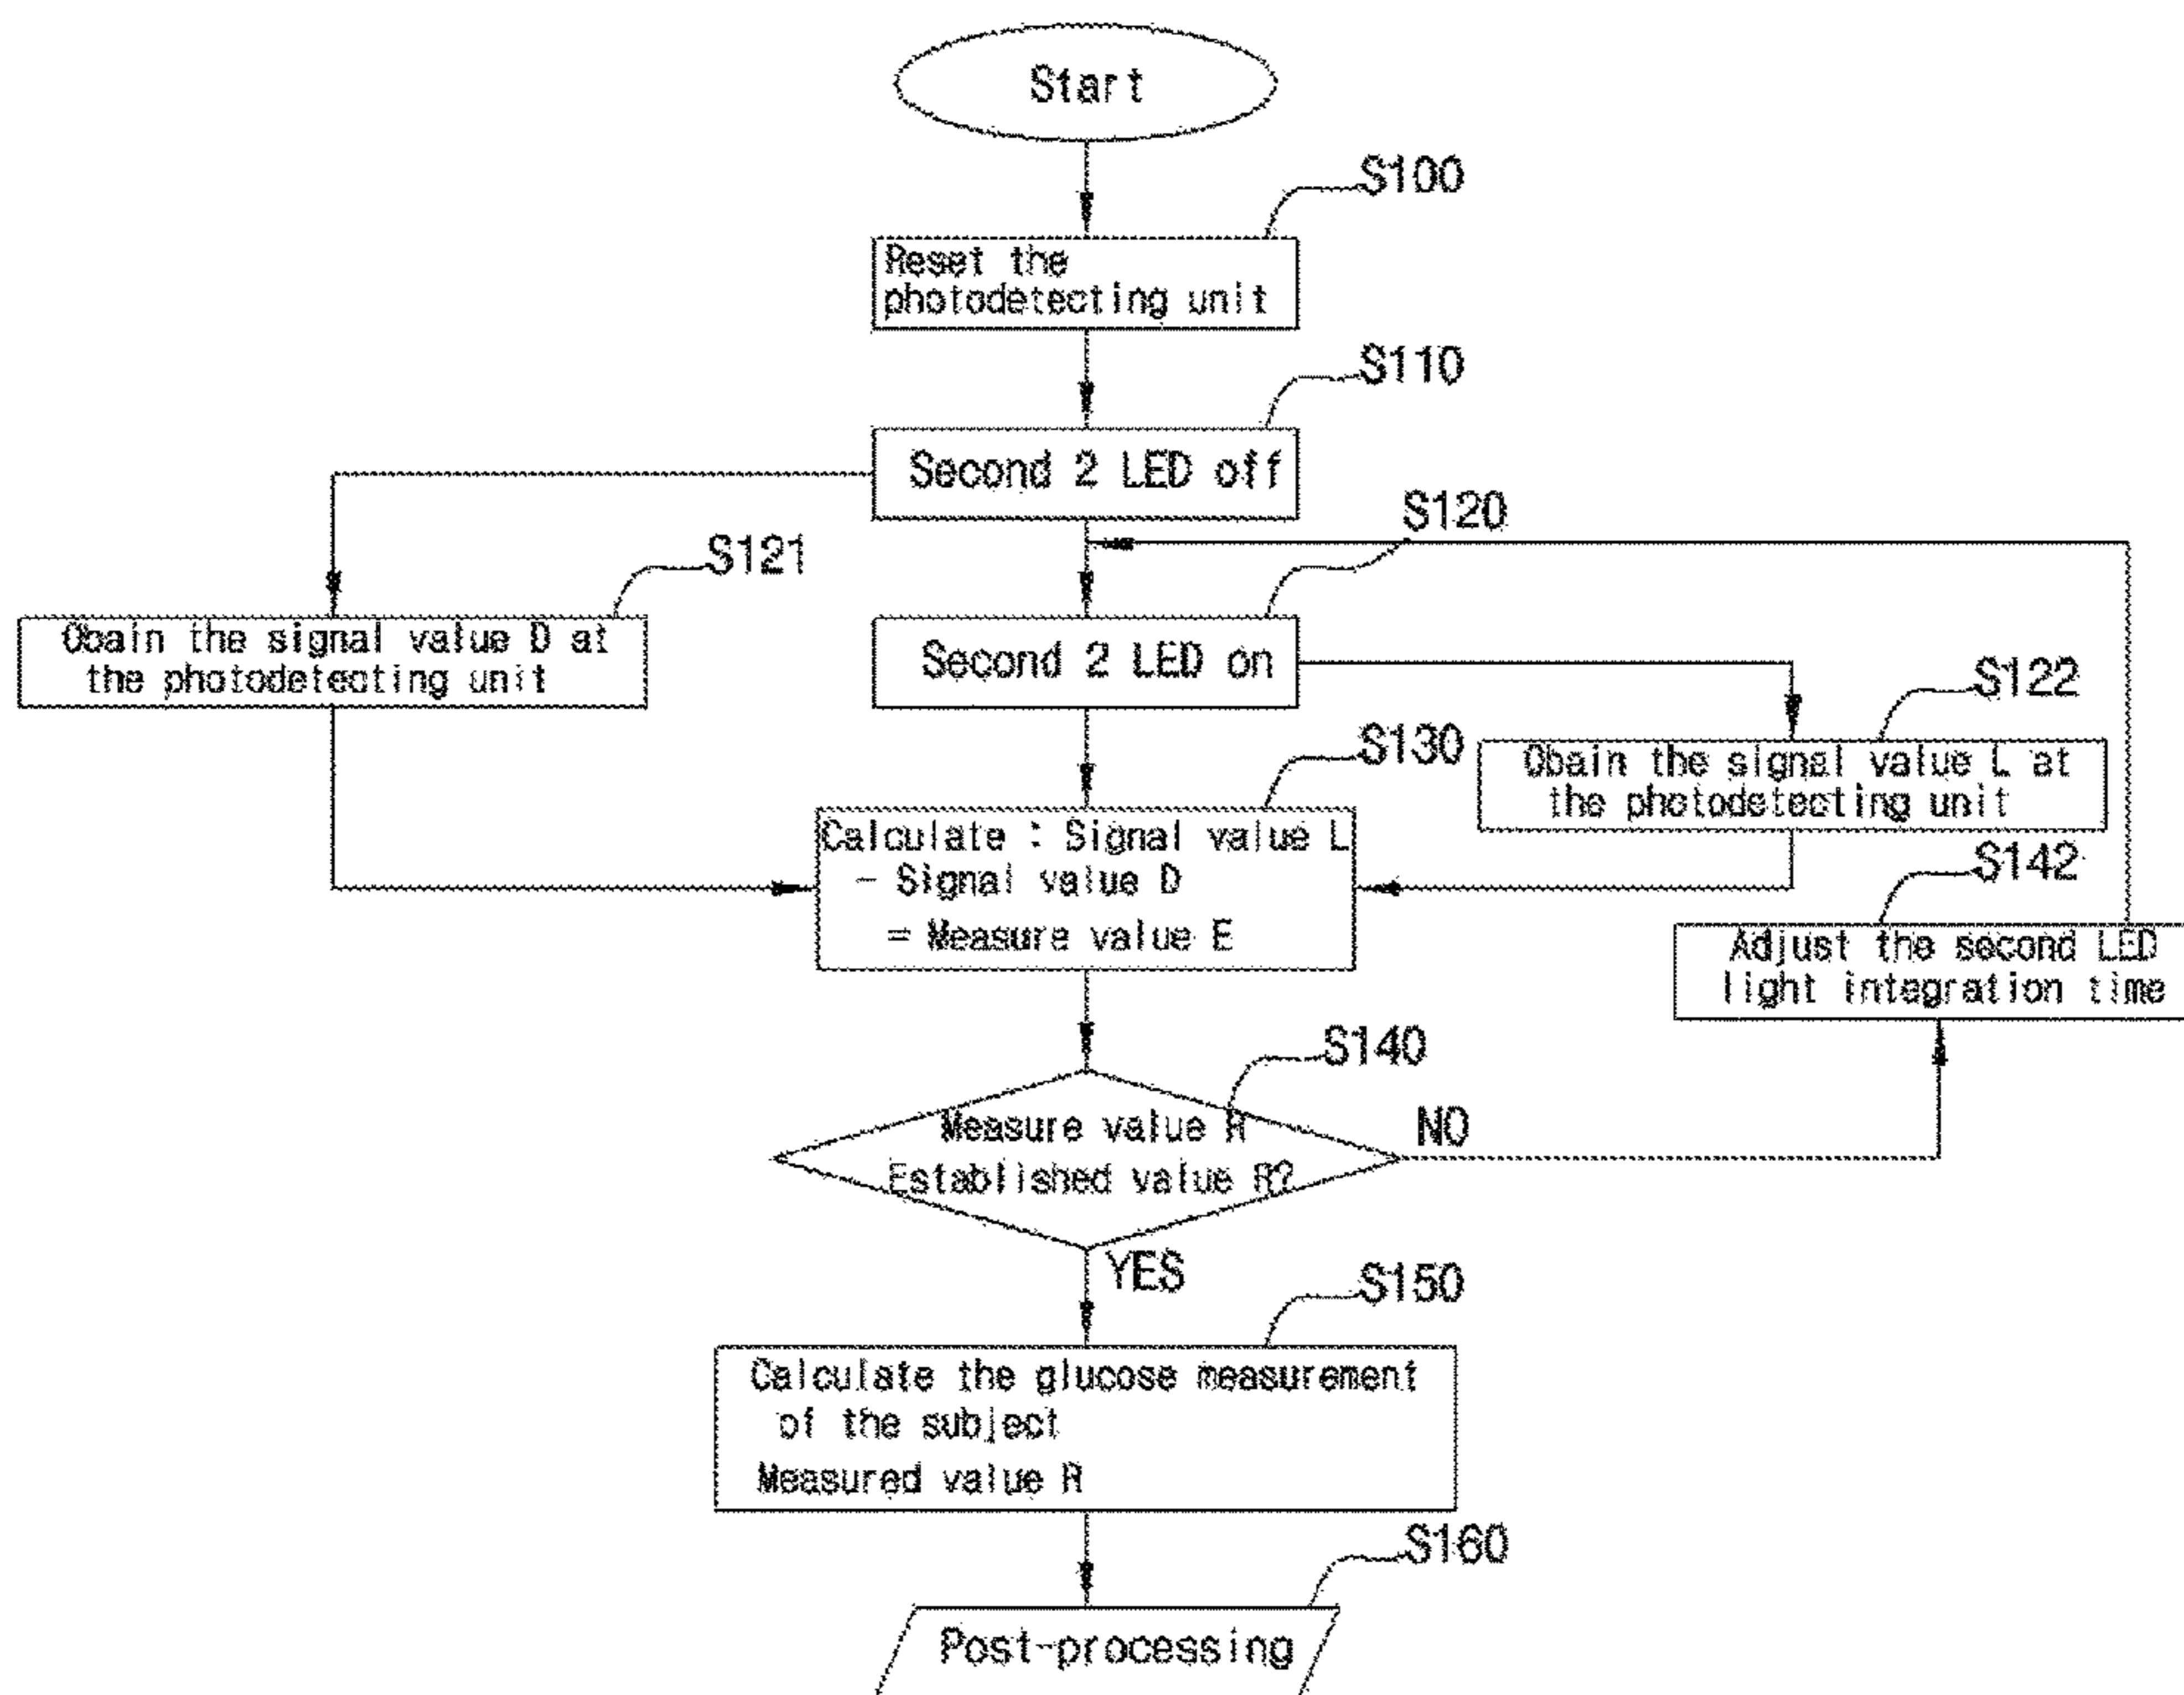 Start
S100
Reset the
photodetecting unit
S110
Second 2 LED off
S120
S121
Obain the signal value D at
the photodetecting unit
Second 2 LED on
S122
Obain the signal value L at
the photodetecting unit
S130
Calculate : Signal value L
- Signal value D
= Measure value E
S142
Adjust the second LED
light integration time
S140
Measure value R
Established value R?
NO
YES
S150
Calculate the glucose measurement
of the subject
Measured value R
S160
Post-processing